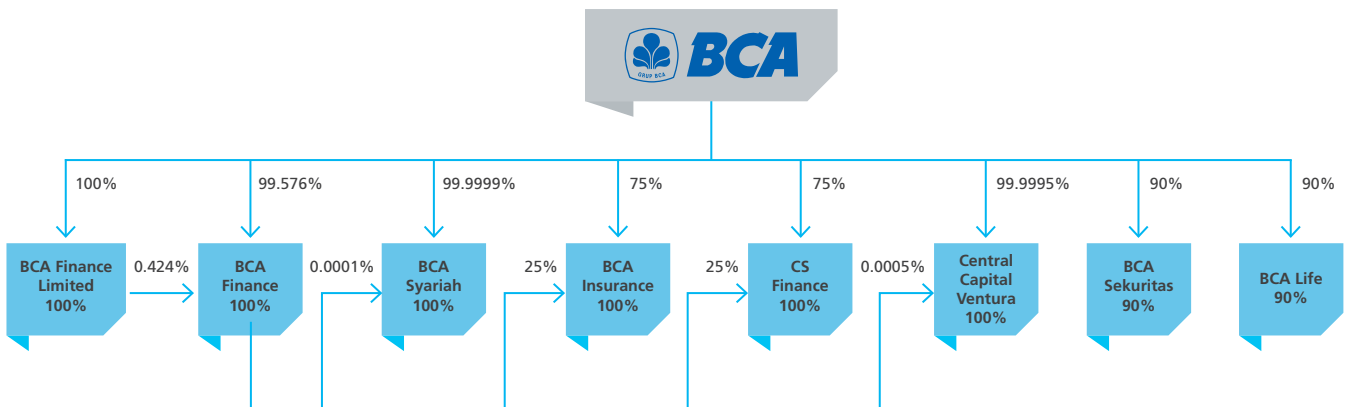 GRUP BCA
BCA
100%
99.576%
99.9999%
75%
75%
99.9995%
90%
90%
BCA Finance
Limited
100%
0.424%
BCA
Finance
100%
0.0001%
BCA
Syariah
100%
25%
BCA
Insurance
100%
25%
CS
Finance
100%
0.0005%
Central
Capital
Ventura
100%
BCA
Sekuritas
90%
BCA Life
90%